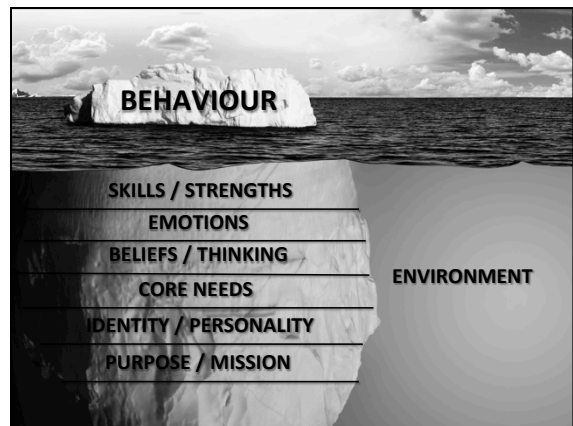 BEHAVIOUR
SKILLS / STRENGTHS
EMOTIONS
BELIEFS / THINKING
CORE NEEDS
IDENTITY / PERSONALITY
PURPOSE / MISSION
ENVIRONMENT